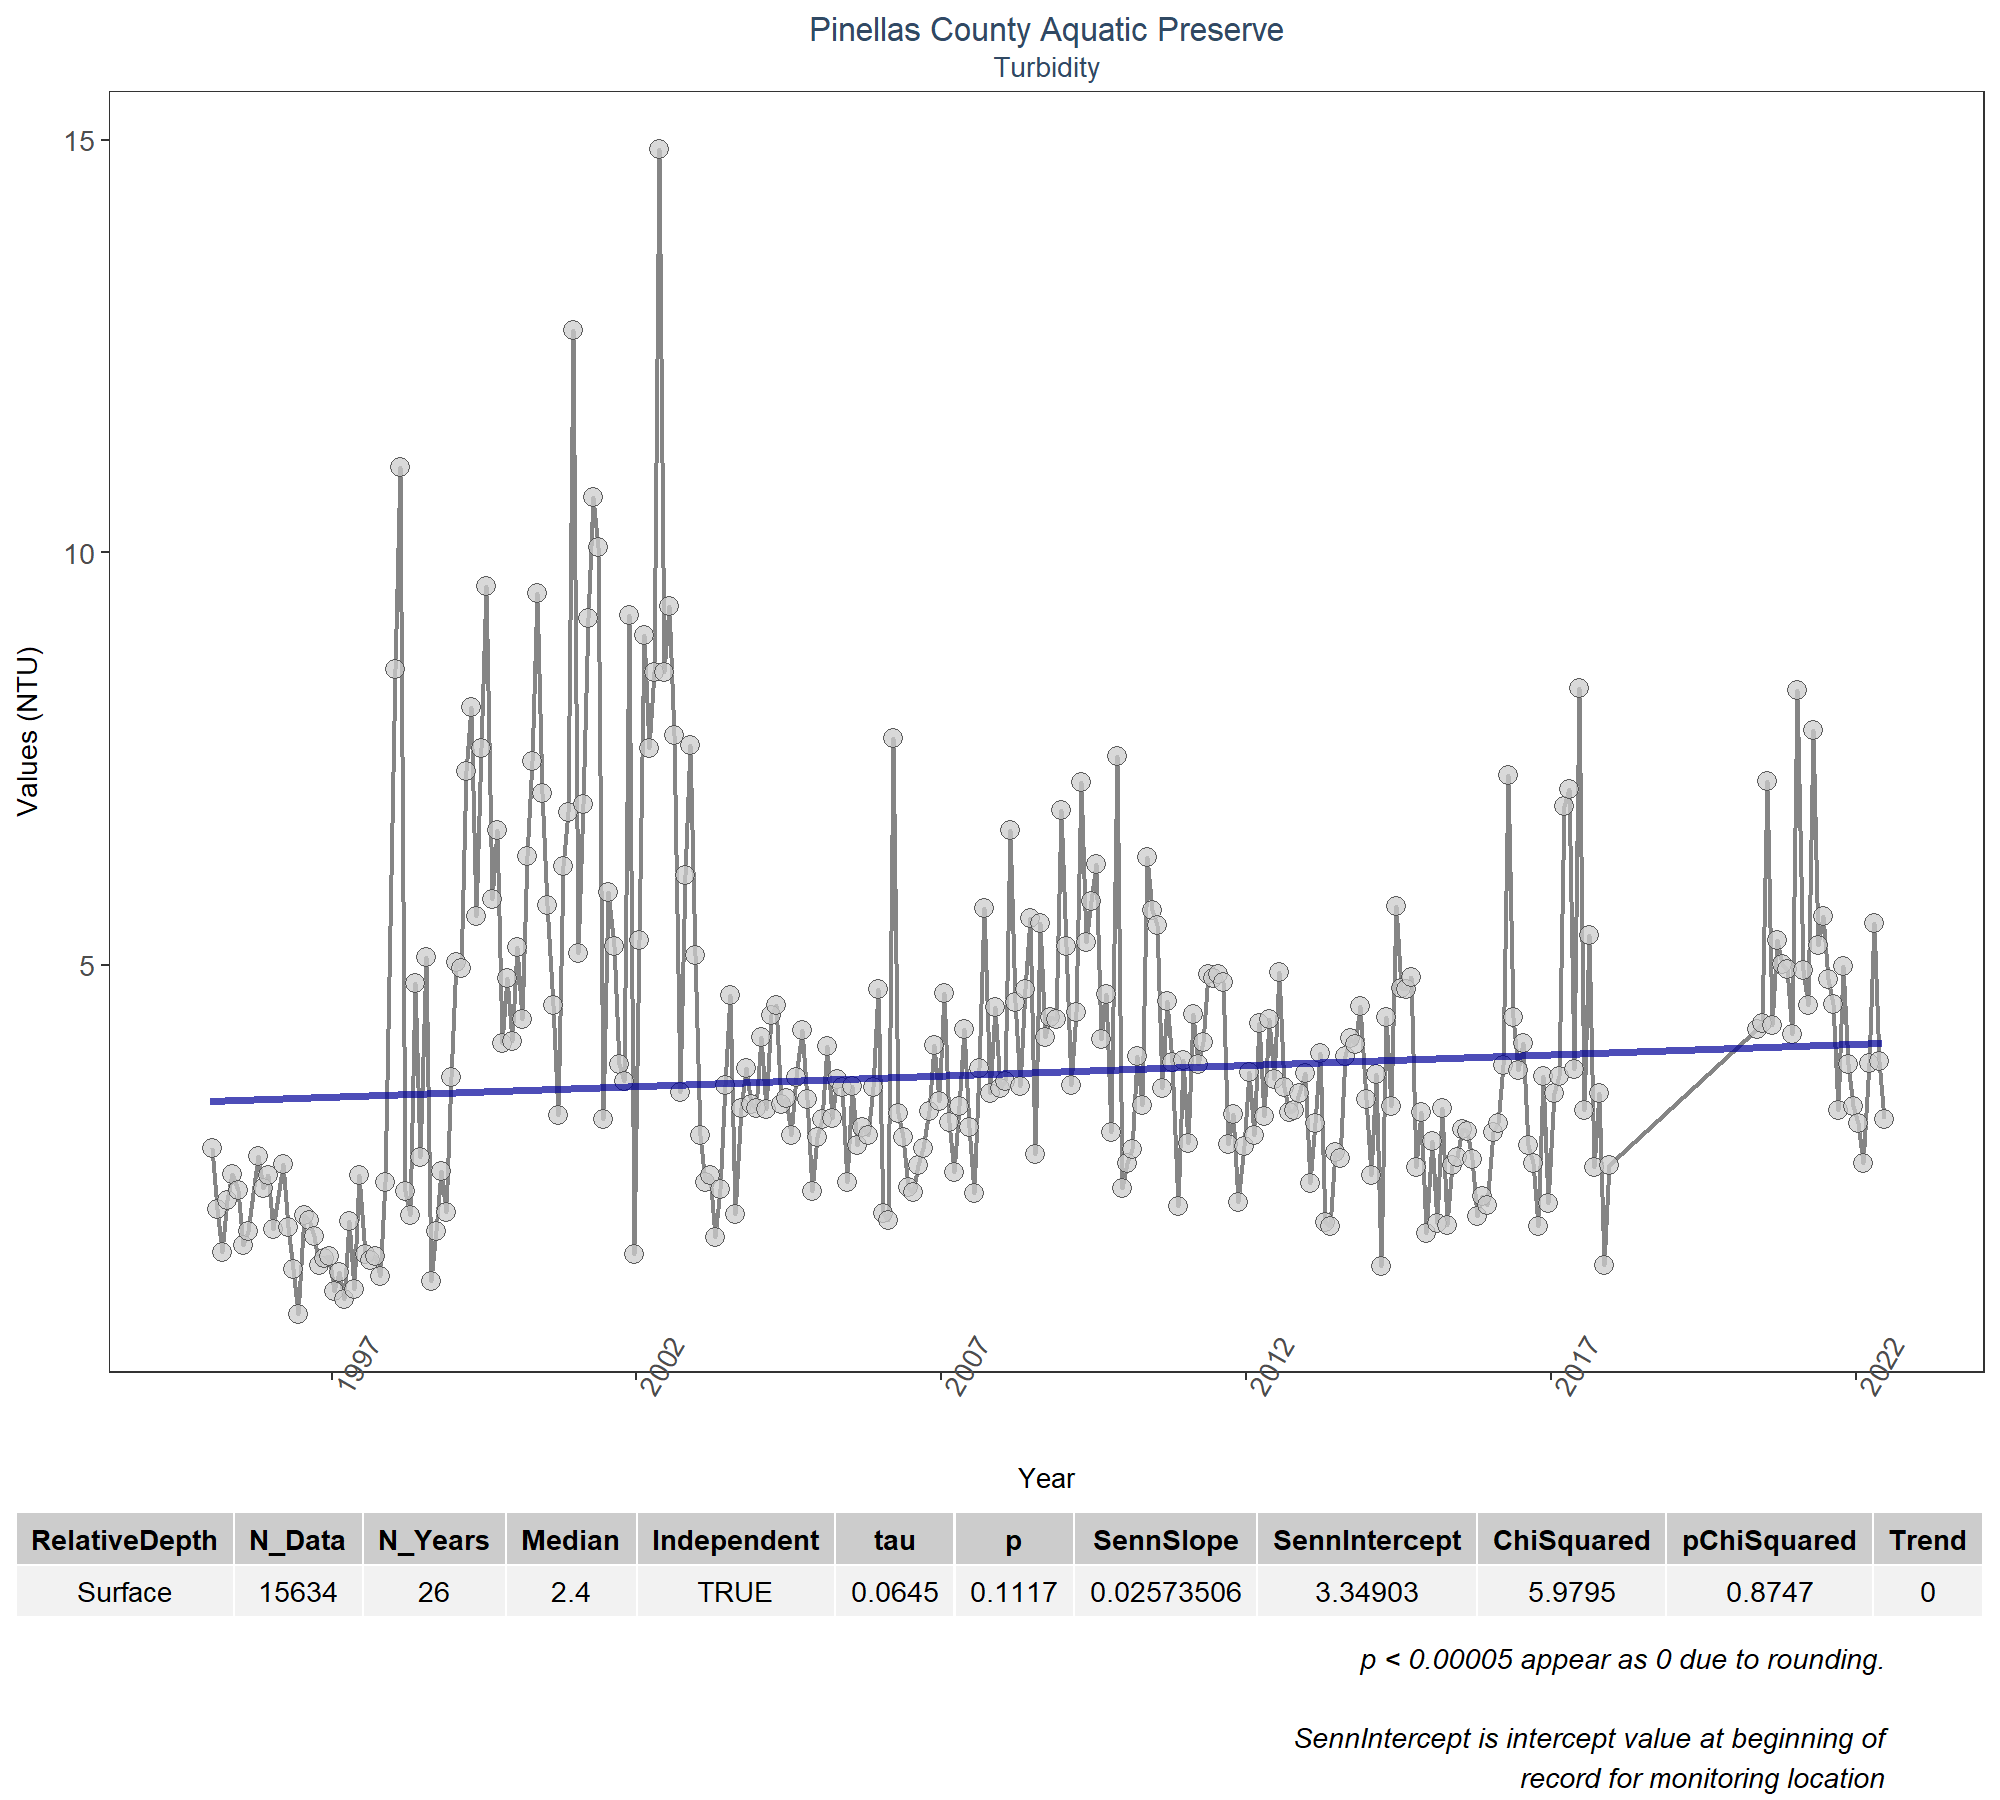 Pinellas County Aquatic Preserve
Turbidity
15
10
5
Values (NTU)
1997
2002
2007
2012
2017
2022
Year
RelativeDepth N_Data N_Years Median Independent tau p SennSlope SennIntercept ChiSquared pChiSquared Trend
Surface 15634 26 2.4 TRUE 0.0645 0.1117 0.02573506 3.34903 5.9795 0.8747 0
p < 0.00005 appear as 0 due to rounding.
SennIntercept is intercept value at beginning of
record for monitoring location